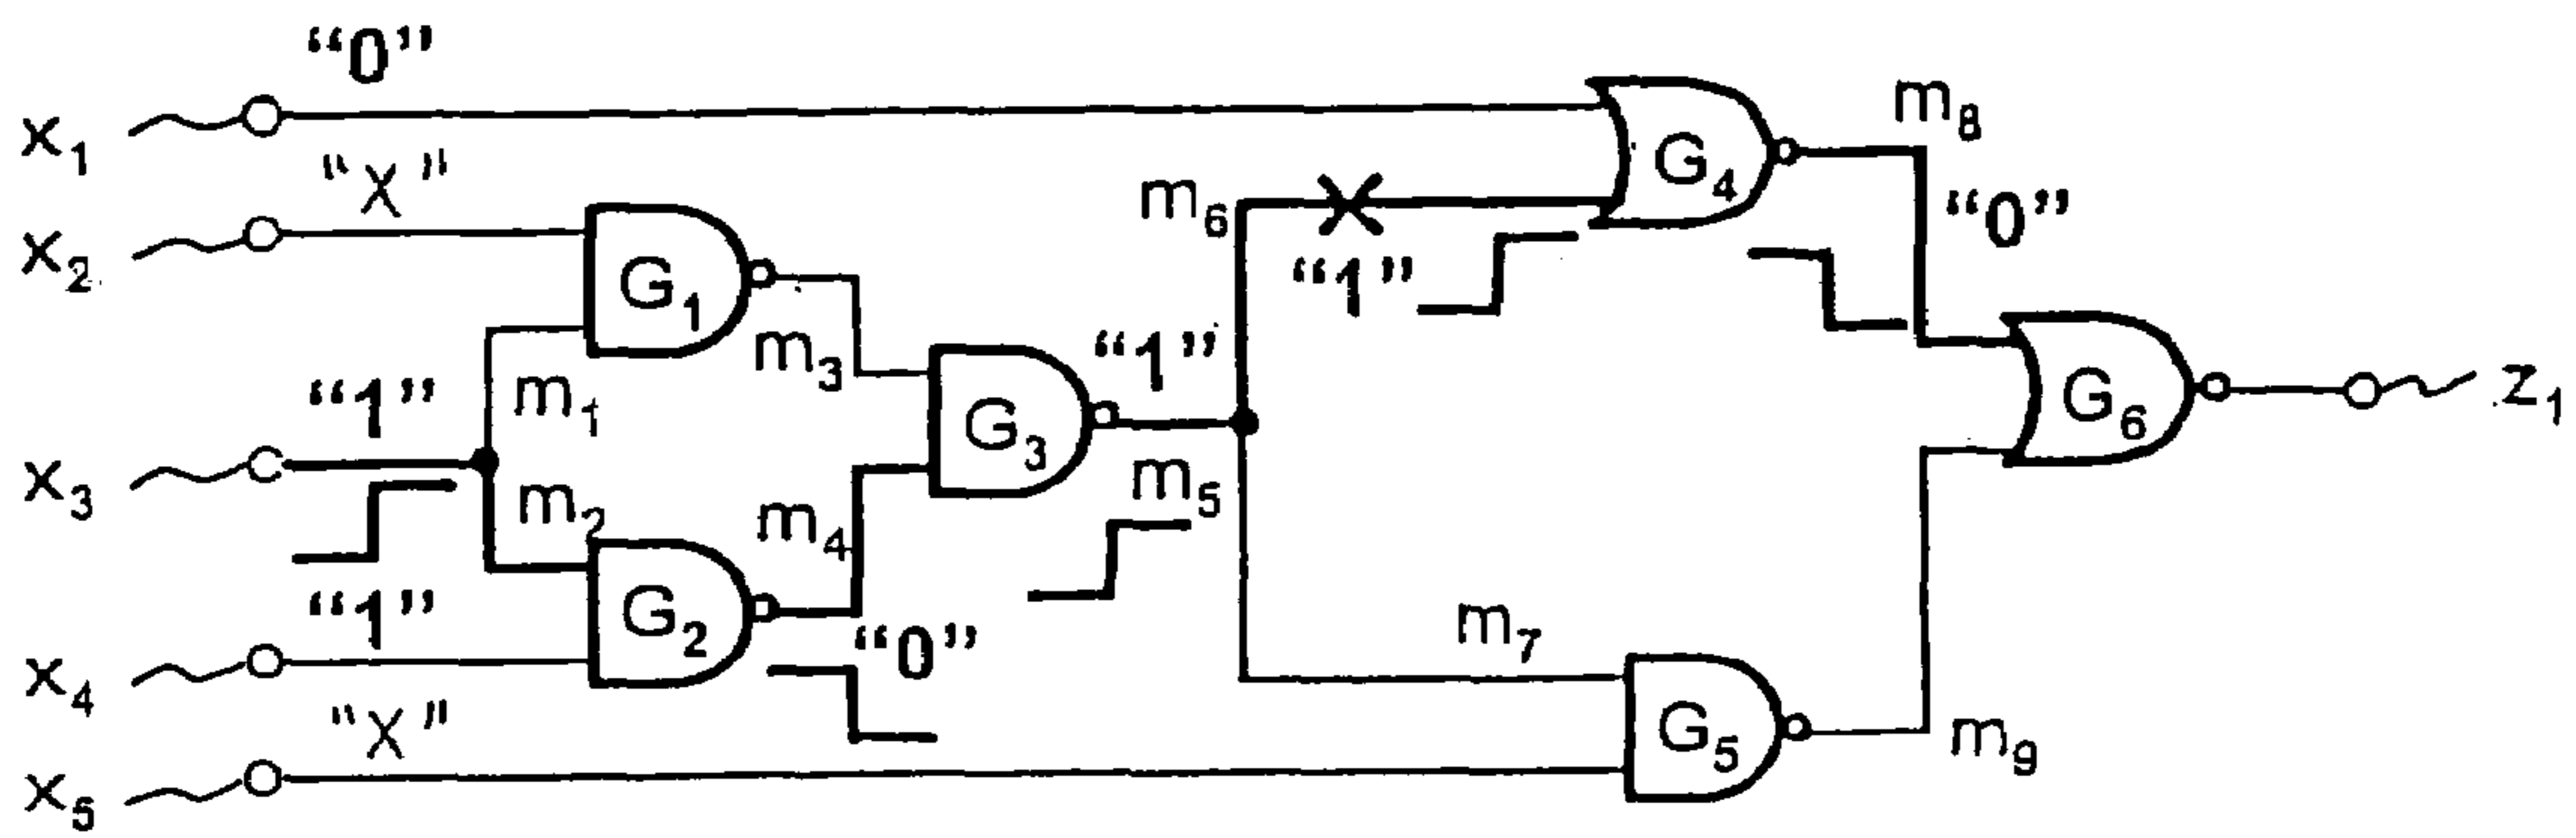 “0”
x1
“X”
x2
G1
m1
m3
“1”
x3
m2
G2
m4
“0”
“1”
x4
“X”
x5
G3
“1”
m5
m6
“1”
G4
m8
“0”
G6
z1
m7
G5
m9